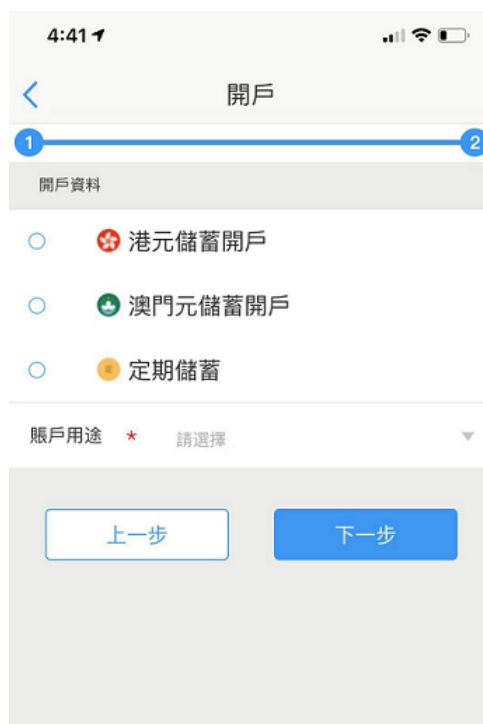 4:41
開戶
1
2
開戶資料
港元儲蓄開戶
澳門元儲蓄開戶
定期儲蓄
賬戶用途 * 請選擇
上一步
下一步